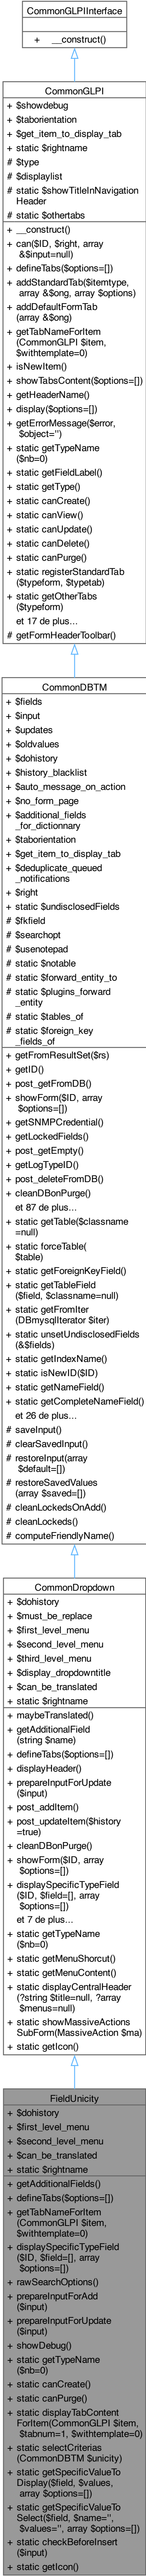 CommonGLPIInterface
+ __construct()
CommonGLPI
+ $showdebug
+ $taborientation
+ $get_item_to_display_tab
+ static $rightname
# $type
# $displaylist
# static $showTitleInNavigation
Header
# static $othertabs
+ __construct()
+ can($ID, $right, array
&$input=null)
+ defineTabs($options=[])
+ addStandardTab($itemtype,
array &$ong, array $options)
+ addDefaultFormTab
(array &$ong)
+ getTabNameForItem
(CommonGLPI $item,
$withtemplate=0)
+ isNewItem()
+ showTabsContent($options=[])
+ getHeaderName()
+ display($options=[])
+ getErrorMessage($error,
$object='')
+ static getTypeName
($nb=0)
+ static getFieldLabel()
+ static getType()
+ static canCreate()
+ static canView()
+ static canUpdate()
+ static canDelete()
+ static canPurge()
+ static registerStandardTab
($typeform, $typetab)
+ static getOtherTabs
($typeform)
et 17 de plus...
# getFormHeaderToolbar()
CommonDBTM
+ $fields
+ $input
+ $updates
+ $oldvalues
+ $dohistory
+ $history_blacklist
+ $auto_message_on_action
+ $no_form_page
+ $additional_fields
_for_dictionnary
+ $taborientation
+ $get_item_to_display_tab
+ $deduplicate_queued
_notifications
+ $right
+ static $undisclosedFields
# $fkfield
# $searchopt
# $usenotepad
# static $notable
# static $forward_entity_to
# static $plugins_forward
_entity
# static $tables_of
# static $foreign_key
_fields_of
+ getFromResultSet($rs)
+ getID()
+ post_getFromDB()
+ showForm($ID, array
$options=[])
+ getSNMPCredential()
+ getLockedFields()
+ post_getEmpty()
+ getLogTypeID()
+ post_deleteFromDB()
+ cleanDBonPurge()
et 87 de plus...
+ static getTable($classname
=null)
+ static forceTable(
$table)
+ static getForeignKeyField()
+ static getTableField
($field, $classname=null)
+ static getFromIter
(DBmysqlIterator $iter)
+ static unsetUndisclosedFields
(&$fields)
+ static getIndexName()
+ static isNewID($ID)
+ static getNameField()
+ static getCompleteNameField()
et 26 de plus...
# saveInput()
# clearSavedInput()
# restoreInput(array
$default=[])
# restoreSavedValues
(array $saved=[])
# cleanLockedsOnAdd()
# cleanLockeds()
# computeFriendlyName()
CommonDropdown
+ $dohistory
+ $must_be_replace
+ $first_level_menu
+ $second_level_menu
+ $third_level_menu
+ $display_dropdowntitle
+ $can_be_translated
+ static $rightname
+ maybeTranslated()
+ getAdditionalField
(string $name)
+ defineTabs($options=[])
+ displayHeader()
+ prepareInputForUpdate
($input)
+ post_addItem()
+ post_updateItem($history
=true)
+ cleanDBonPurge()
+ showForm($ID, array
$options=[])
+ displaySpecificTypeField
($ID, $field=[], array
$options=[])
et 7 de plus...
+ static getTypeName
($nb=0)
+ static getMenuShorcut()
+ static getMenuContent()
+ static displayCentralHeader
(?string $title=null, ?array
$menus=null)
+ static showMassiveActions
SubForm(MassiveAction $ma)
+ static getIcon()
FieldUnicity
+ $dohistory
+ $first_level_menu
+ $second_level_menu
+ $can_be_translated
+ static $rightname
+ getAdditionalFields()
+ defineTabs($options=[])
+ getTabNameForItem
(CommonGLPI $item,
$withtemplate=0)
+ displaySpecificTypeField
($ID, $field=[], array
$options=[])
+ rawSearchOptions()
+ prepareInputForAdd
($input)
+ prepareInputForUpdate
($input)
+ showDebug()
+ static getTypeName
($nb=0)
+ static canCreate()
+ static canPurge()
+ static displayTabContent
ForItem(CommonGLPI $item,
$tabnum=1, $withtemplate=0)
+ static selectCriterias
(CommonDBTM $unicity)
+ static getSpecificValueTo
Display($field, $values,
array $options=[])
+ static getSpecificValueTo
Select($field, $name='',
$values='', array $options=[])
+ static checkBeforeInsert
($input)
+ static getIcon()